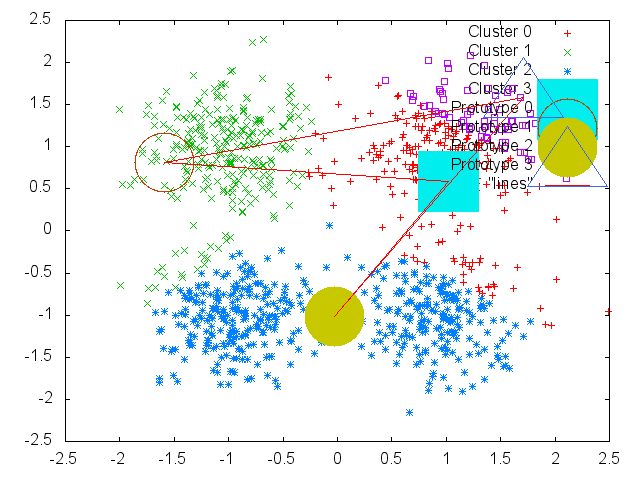 2.5
Cluster 0
Cluster 1
2
Cluster 2
Cluster 3
1.5
Prototype 0
Prototype 1
1
Prototype 2
Prototype 3
"lines"
0.5
0
-0.5
-1
-1.5
-2
-2.5
-2.5 -2 -1.5 -1 -0.5 0 0.5 1 1.5 2 2.5